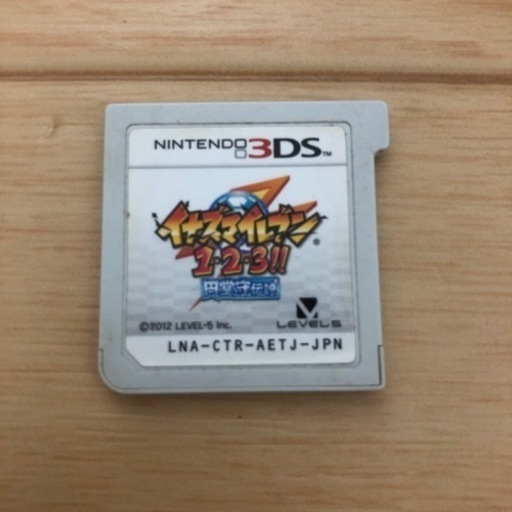 NINTENDO 3DS™
イナズマイレブン®
1・2・3!!
円堂守伝説
©2012 LEVEL-5 Inc.
LEVEL5
LNA-CTR-AETJ-JPN